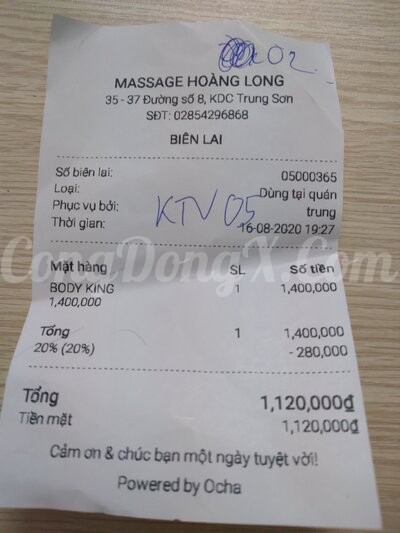 02
MASSAGE HOÀNG LONG
35 - 37 Đường số 8, KDC Trung Sơn
SĐT: 02854296868
BIÊN LAI
Số biên lai: 05000365
Loại: Dùng tại quán
Phục vụ bởi: trung
KTV 05
Thời gian: 16-08-2020 19:27
CongDongX.Com
Mặt hàng SL Số tiền
BODY KING 1 1,400,000
1,400,000
Tổng 1 1,400,000
20% (20%) - 280,000
Tổng 1,120,000₫
Tiền mặt 1,120,000₫
Cảm ơn & chúc bạn một ngày tuyệt vời!
Powered by Ocha